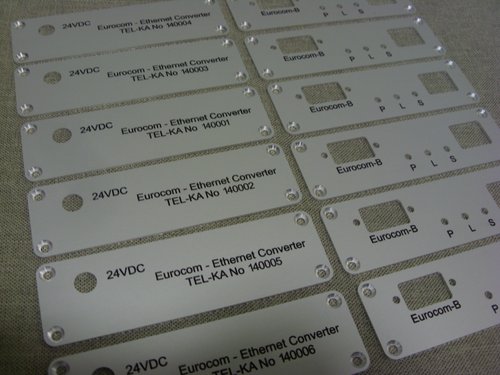 24VDC
Eurocom - Ethernet Converter
TEL-KA No 140004
24VDC
Eurocom - Ethernet Converter
TEL-KA No 140003
24VDC
Eurocom - Ethernet Converter
TEL-KA No 140001
24VDC
Eurocom - Ethernet Converter
TEL-KA No 140002
24VDC
Eurocom - Ethernet Converter
TEL-KA No 140005
24VDC
Eurocom - Ethernet Converter
TEL-KA No 140006
Eurocom-B
Eurocom-B
P L S
Eurocom-B
P L S
Eurocom-B
P L S
Eurocom-B
P L S
Eurocom-B